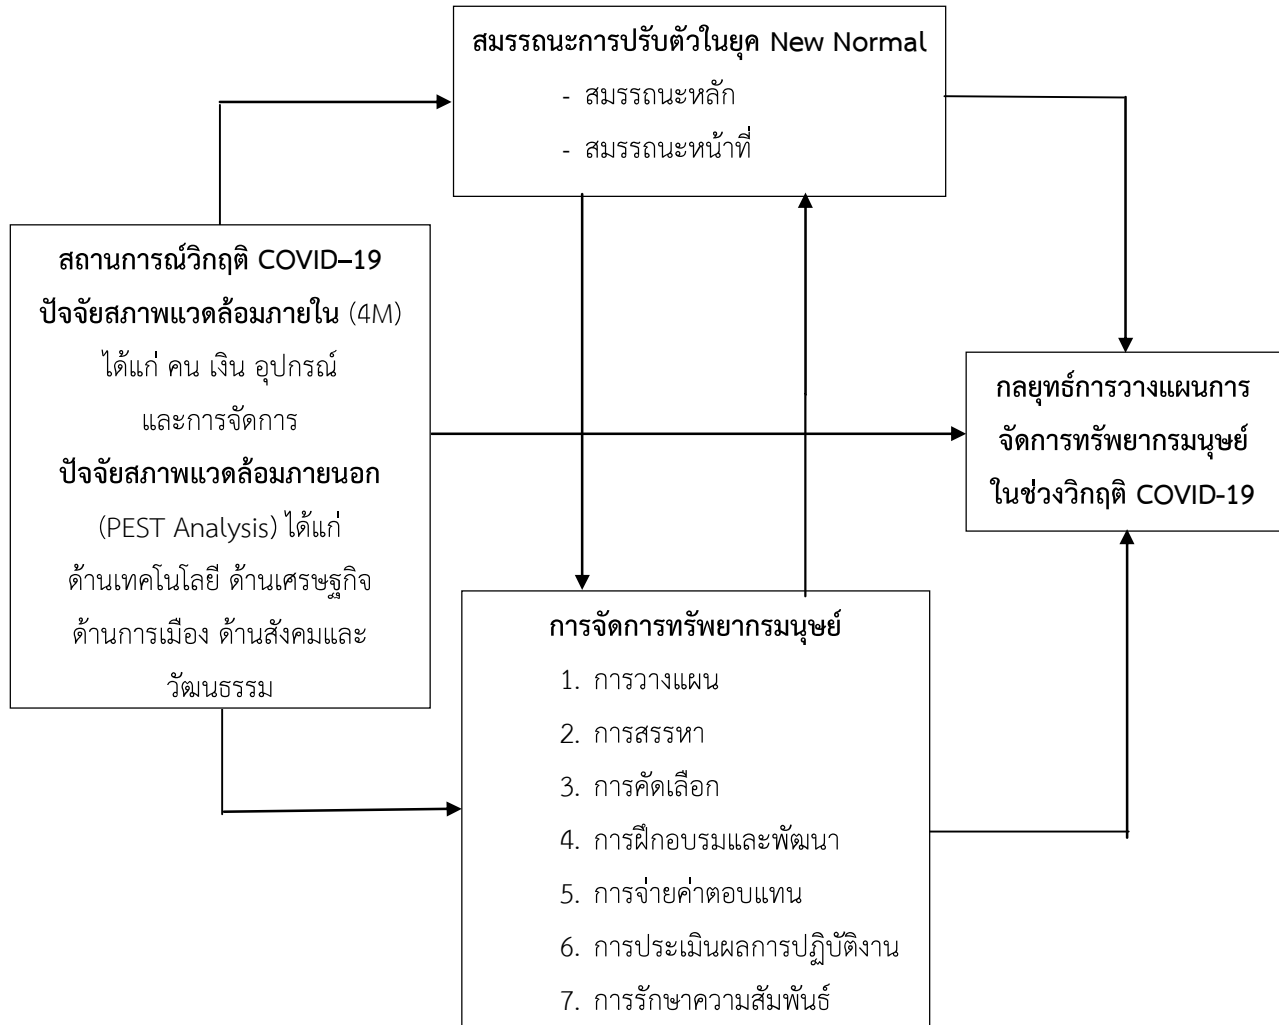 สมรรถนะการปรับตัวในยุค New Normal
- สมรรถนะหลัก
- สมรรถนะหน้าที่
สถานการณ์วิกฤติ COVID–19
ปัจจัยสภาพแวดล้อมภายใน (4M)
ได้แก่ คน เงิน อุปกรณ์
และการจัดการ
ปัจจัยสภาพแวดล้อมภายนอก
(PEST Analysis) ได้แก่
ด้านเทคโนโลยี ด้านเศรษฐกิจ
ด้านการเมือง ด้านสังคมและ
วัฒนธรรม
กลยุทธ์การวางแผนการ
จัดการทรัพยากรมนุษย์
ในช่วงวิกฤติ COVID-19
การจัดการทรัพยากรมนุษย์
1. การวางแผน
2. การสรรหา
3. การคัดเลือก
4. การฝึกอบรมและพัฒนา
5. การจ่ายค่าตอบแทน
6. การประเมินผลการปฏิบัติงาน
7. การรักษาความสัมพันธ์